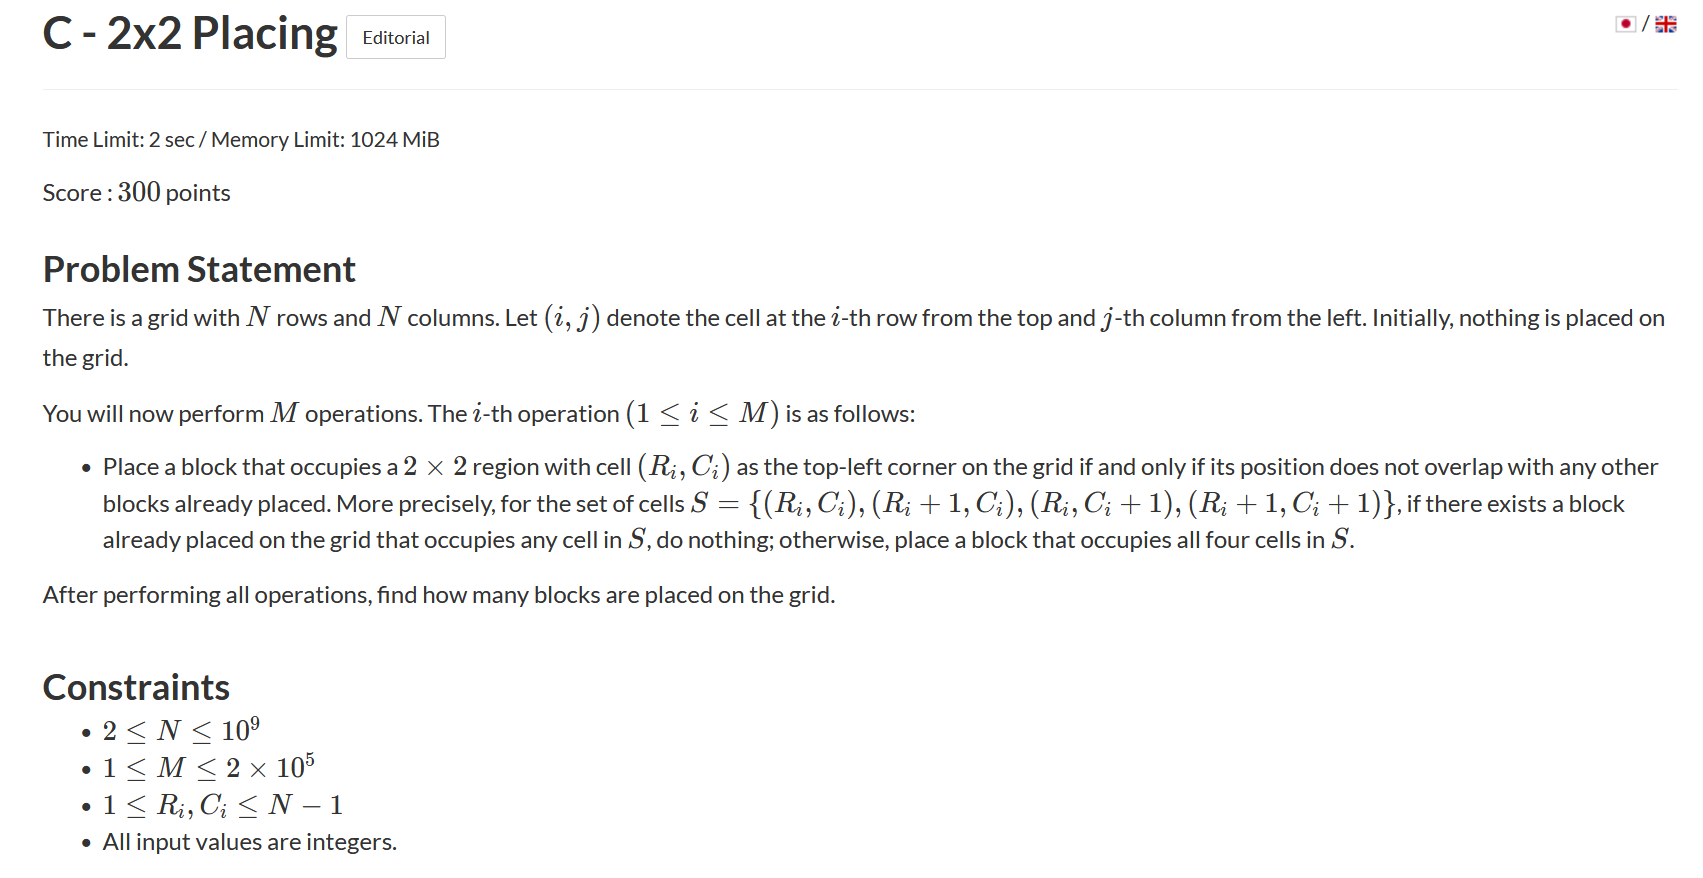 C - 2x2 Placing Editorial
/
Time Limit: 2 sec / Memory Limit: 1024 MiB
Score : 300 points
Problem Statement
There is a grid with N rows and N columns. Let (i, j) denote the cell at the i-th row from the top and j-th column from the left. Initially, nothing is placed on
the grid.
You will now perform M operations. The i-th operation (1 ≤ i ≤ M) is as follows:
• Place a block that occupies a 2 × 2 region with cell (R_i, C_i) as the top-left corner on the grid if and only if its position does not overlap with any other
blocks already placed. More precisely, for the set of cells S = {(R_i, C_i), (R_i + 1, C_i), (R_i, C_i + 1), (R_i + 1, C_i + 1)}, if there exists a block
already placed on the grid that occupies any cell in S, do nothing; otherwise, place a block that occupies all four cells in S.
After performing all operations, find how many blocks are placed on the grid.
Constraints
• 2 ≤ N ≤ 10^9
• 1 ≤ M ≤ 2 × 10^5
• 1 ≤ R_i, C_i ≤ N − 1
• All input values are integers.